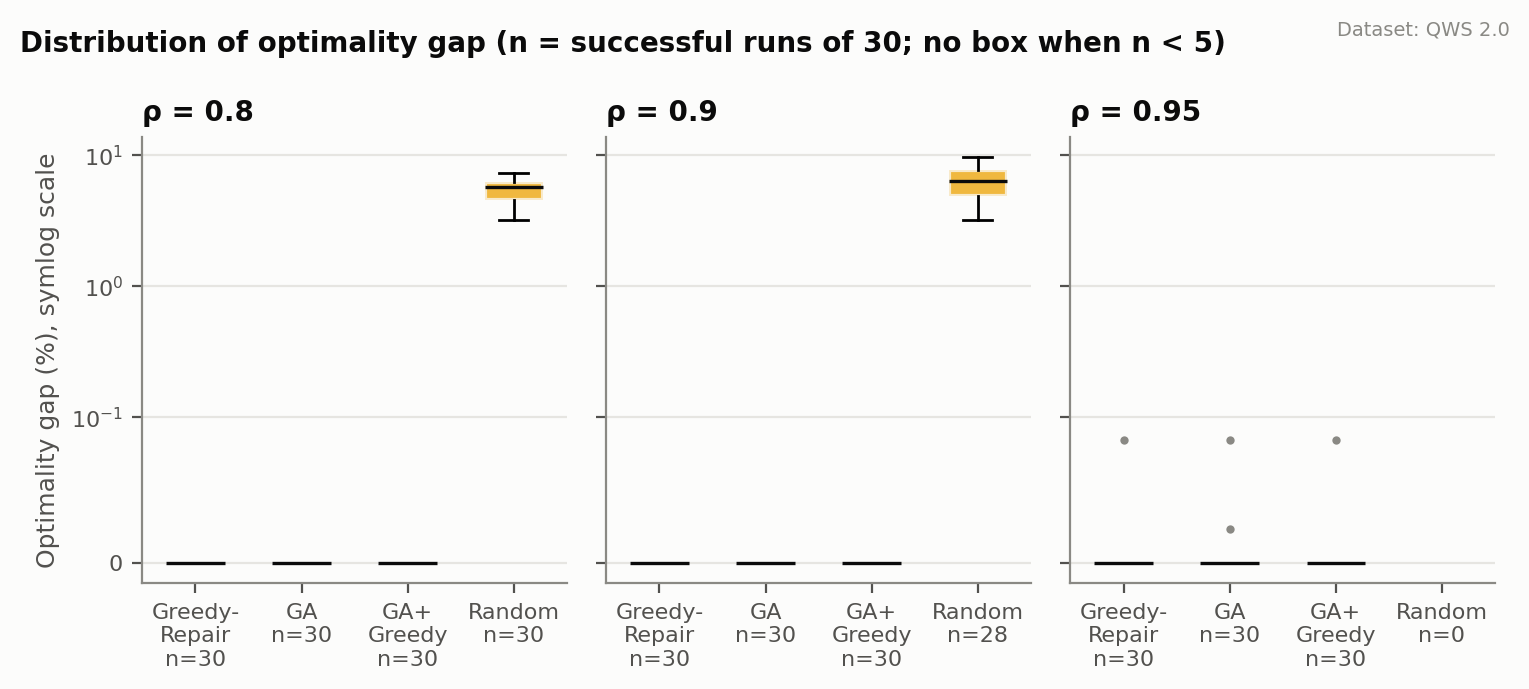 Distribution of optimality gap (n = successful runs of 30; no box when n < 5)
Dataset: QWS 2.0
ρ = 0.8
ρ = 0.9
ρ = 0.95
Optimality gap (%), symlog scale
10¹
10⁰
10⁻¹
0
Greedy-
Repair
n=30
GA
n=30
GA+
Greedy
n=30
Random
n=30
Greedy-
Repair
n=30
GA
n=30
GA+
Greedy
n=30
Random
n=28
Greedy-
Repair
n=30
GA
n=30
GA+
Greedy
n=30
Random
n=0